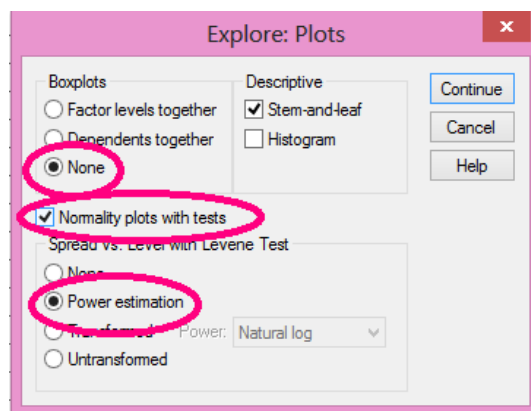 Explore: Plots
x
Boxplots
Factor levels together
Dependents together
None
Descriptive
Stem-and-leaf
Histogram
Continue
Cancel
Help
Normality plots with tests
Spread vs. Level with Levene Test
None
Power estimation
Transformed Power: Natural log
Untransformed